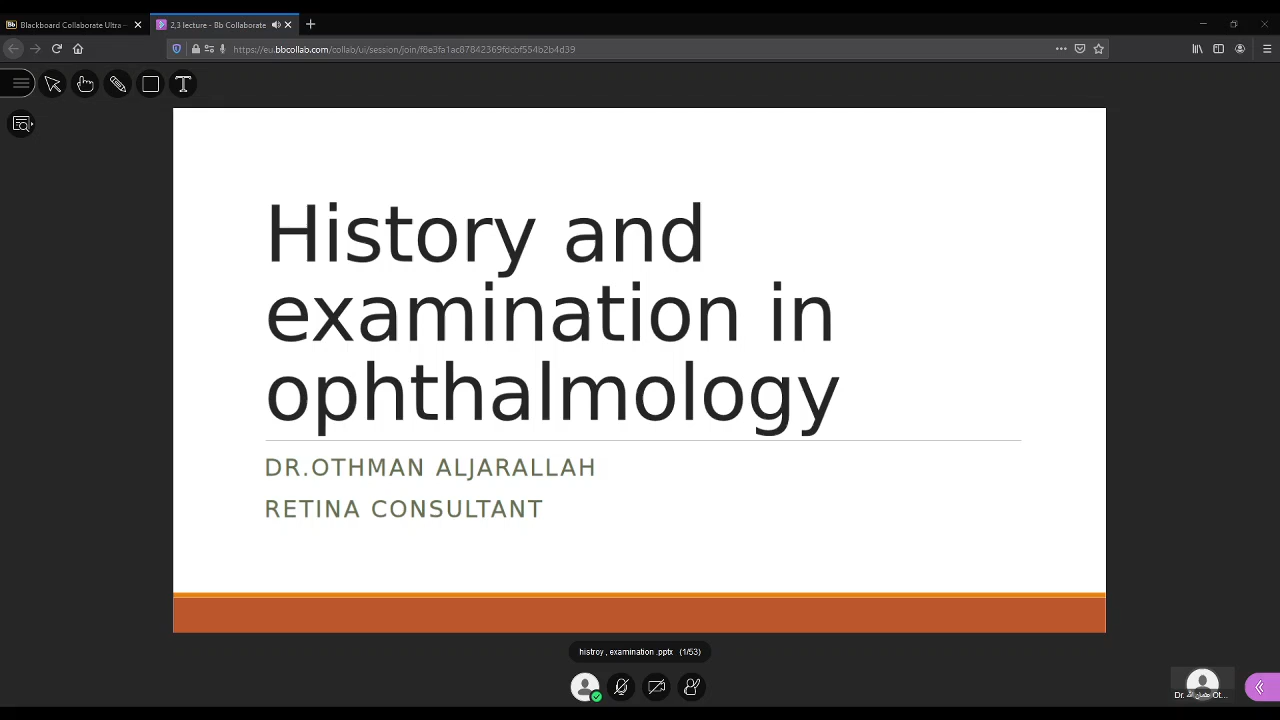 Blackboard Collaborate Ultra –
2,3 lecture - Bb Collaborate
https://eu.bbcollab.com/collab/ui/session/join/f8e3fa1ac87842369fdcbf554b2b4d39
T
History and
examination in
ophthalmology
DR.OTHMAN ALJARALLAH
RETINA CONSULTANT
histroy , examination .pptx (1/53)